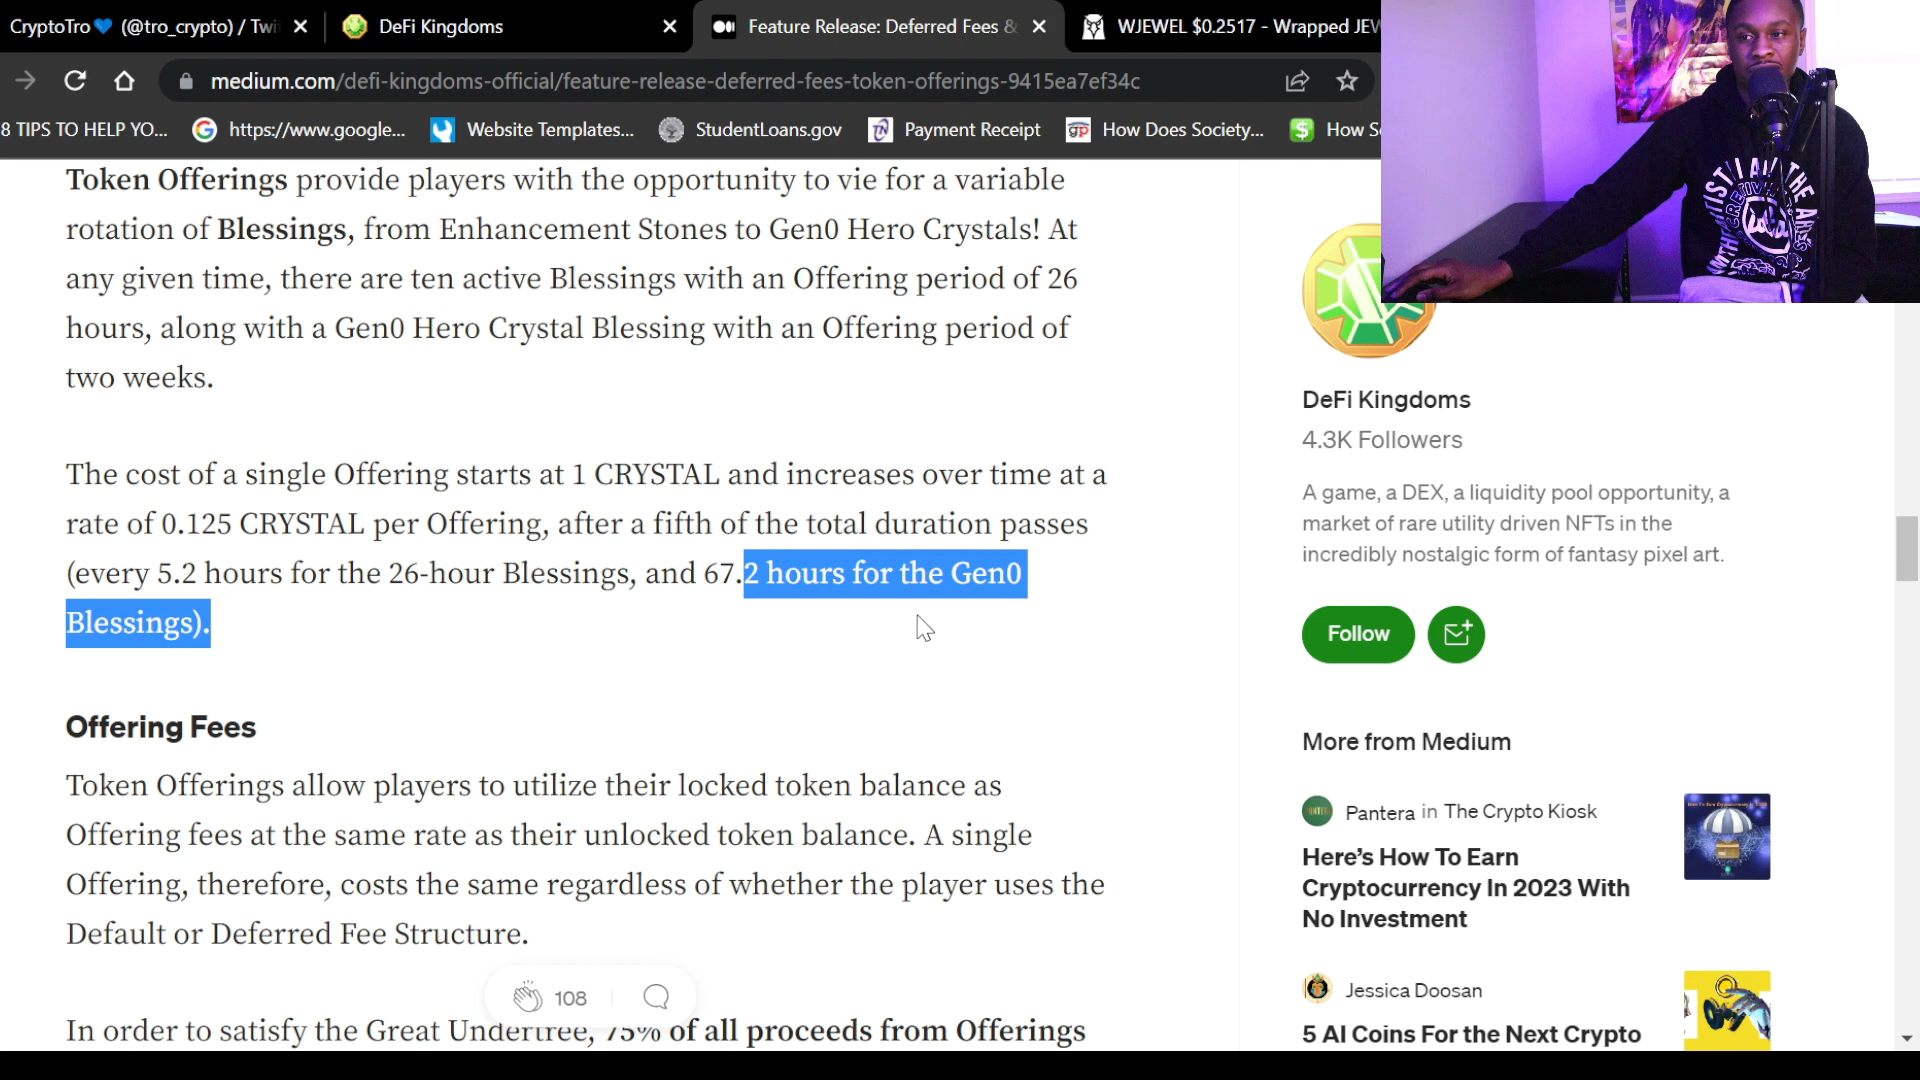 CryptoTro💙 (@tro_crypto) / Twi
DeFi Kingdoms
Feature Release: Deferred Fees &
WJEWEL $0.2517 - Wrapped JEW
medium.com/defi-kingdoms-official/feature-release-deferred-fees-token-offerings-9415ea7ef34c
8 TIPS TO HELP YO...
https://www.google...
Website Templates...
StudentLoans.gov
Payment Receipt
How Does Society...
How S
Token Offerings provide players with the opportunity to vie for a variable
rotation of Blessings, from Enhancement Stones to Gen0 Hero Crystals! At
any given time, there are ten active Blessings with an Offering period of 26
hours, along with a Gen0 Hero Crystal Blessing with an Offering period of
two weeks.
The cost of a single Offering starts at 1 CRYSTAL and increases over time at a
rate of 0.125 CRYSTAL per Offering, after a fifth of the total duration passes
(every 5.2 hours for the 26-hour Blessings, and 67.2 hours for the Gen0
Blessings).
Offering Fees
Token Offerings allow players to utilize their locked token balance as
Offering fees at the same rate as their unlocked token balance. A single
Offering, therefore, costs the same regardless of whether the player uses the
Default or Deferred Fee Structure.
108
In order to satisfy the Great Undertree, 75% of all proceeds from Offerings
DeFi Kingdoms
4.3K Followers
A game, a DEX, a liquidity pool opportunity, a
market of rare utility driven NFTs in the
incredibly nostalgic form of fantasy pixel art.
Follow
More from Medium
Pantera in The Crypto Kiosk
Here's How To Earn
Cryptocurrency In 2023 With
No Investment
Jessica Doosan
5 AI Coins For the Next Crypto